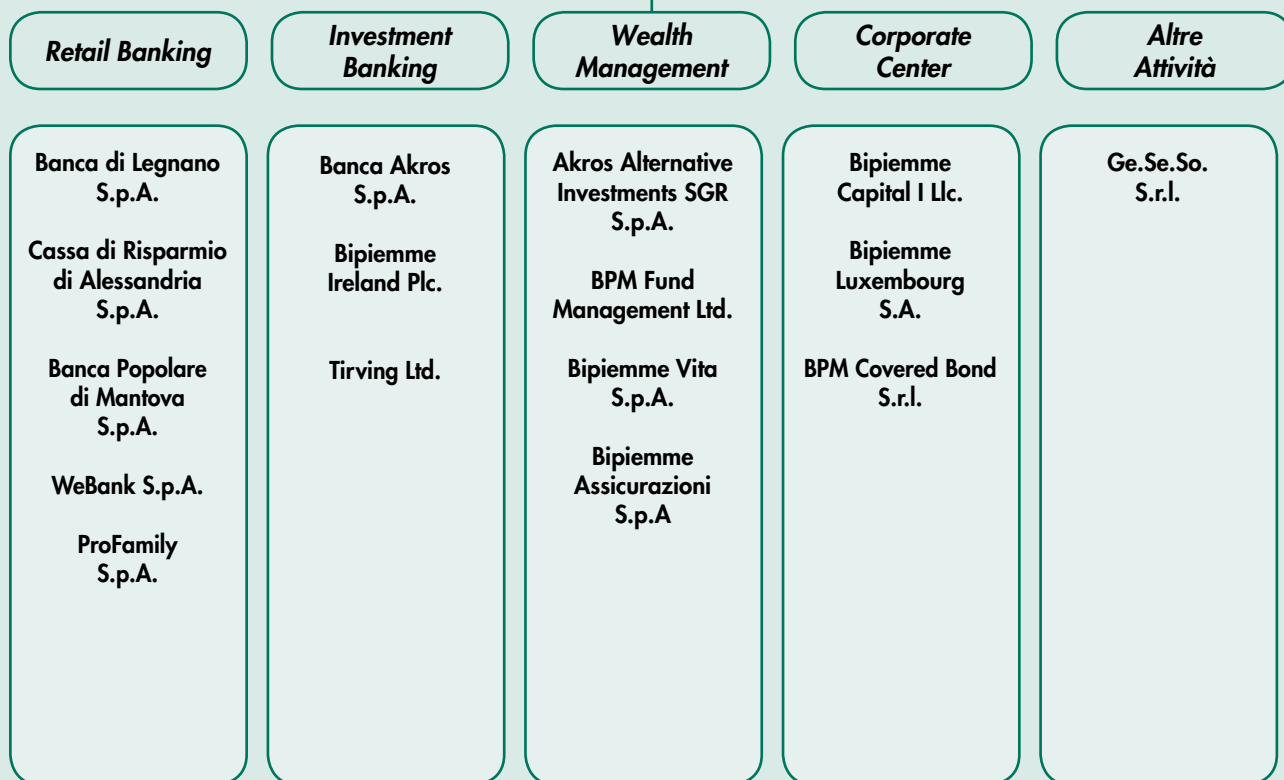 Retail Banking
Investment
Banking
Wealth
Management
Corporate
Center
Altre
Attività
Banca di Legnano
S.p.A.
Cassa di Risparmio
di Alessandria
S.p.A.
Banca Popolare
di Mantova
S.p.A.
WeBank S.p.A.
ProFamily
S.p.A.
Banca Akros
S.p.A.
Bipiemme
Ireland Plc.
Tirving Ltd.
Akros Alternative
Investments SGR
S.p.A.
BPM Fund
Management Ltd.
Bipiemme Vita
S.p.A.
Bipiemme
Assicurazioni
S.p.A
Bipiemme
Capital I Llc.
Bipiemme
Luxembourg
S.A.
BPM Covered Bond
S.r.l.
Ge.Se.So.
S.r.l.